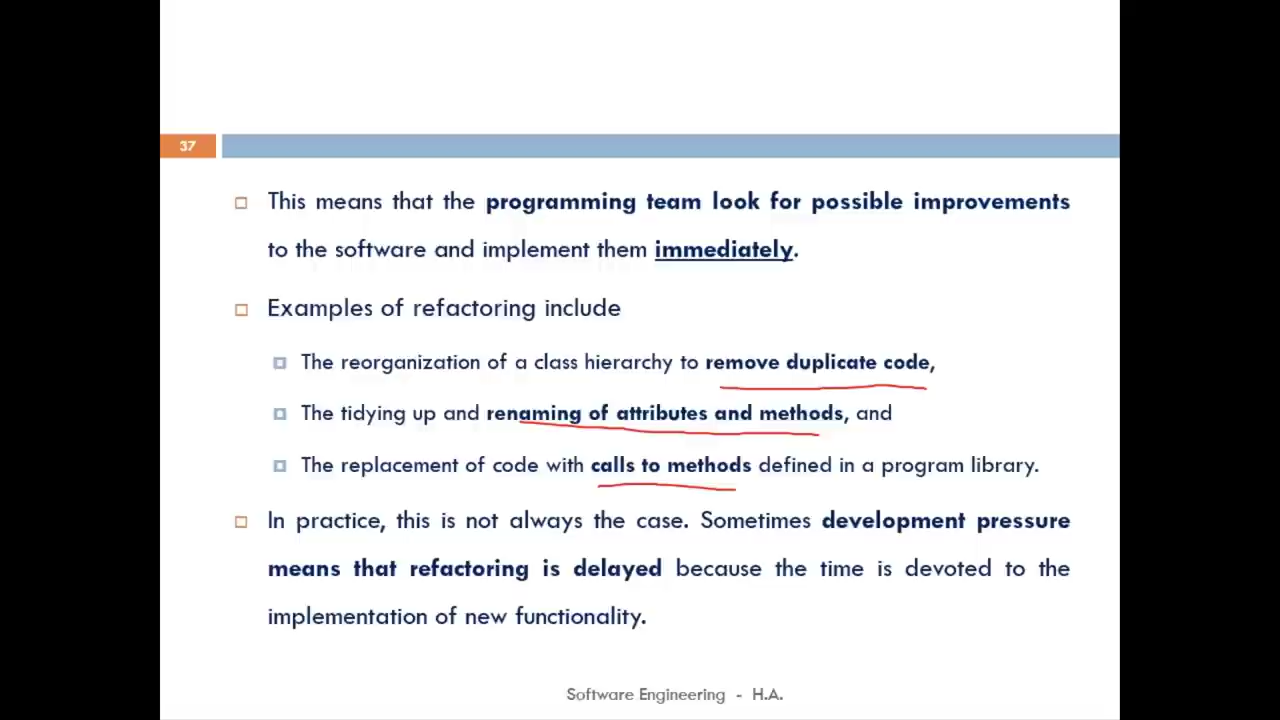 37
This means that the programming team look for possible improvements
to the software and implement them immediately.
Examples of refactoring include
The reorganization of a class hierarchy to remove duplicate code,
The tidying up and renaming of attributes and methods, and
The replacement of code with calls to methods defined in a program library.
In practice, this is not always the case. Sometimes development pressure
means that refactoring is delayed because the time is devoted to the
implementation of new functionality.
Software Engineering - H.A.